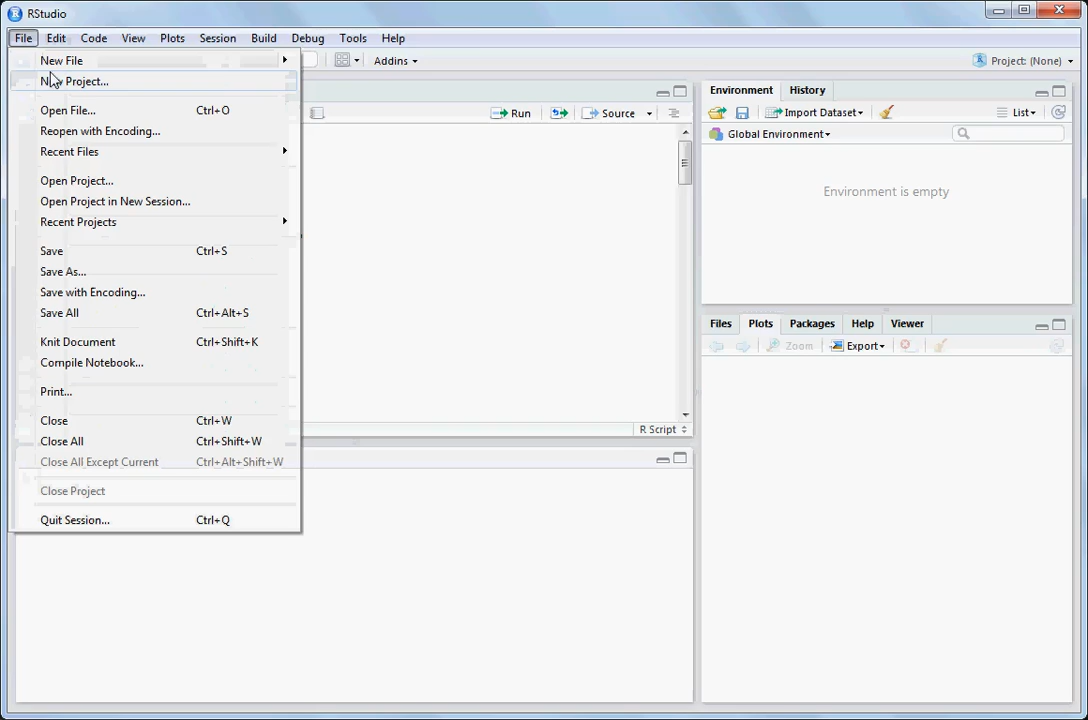 RStudio
File Edit Code View Plots Session Build Debug Tools Help
New File
New Project...
Open File... Ctrl+O
Reopen with Encoding...
Recent Files
Open Project...
Open Project in New Session...
Recent Projects
Save Ctrl+S
Save As...
Save with Encoding...
Save All Ctrl+Alt+S
Knit Document Ctrl+Shift+K
Compile Notebook...
Print...
Close Ctrl+W
Close All Ctrl+Shift+W
Close All Except Current Ctrl+Alt+Shift+W
Close Project
Quit Session... Ctrl+Q
Addins
Project: (None)
Run Source
R Script
Environment History
Import Dataset List
Global Environment
Environment is empty
Files Plots Packages Help Viewer
Zoom Export